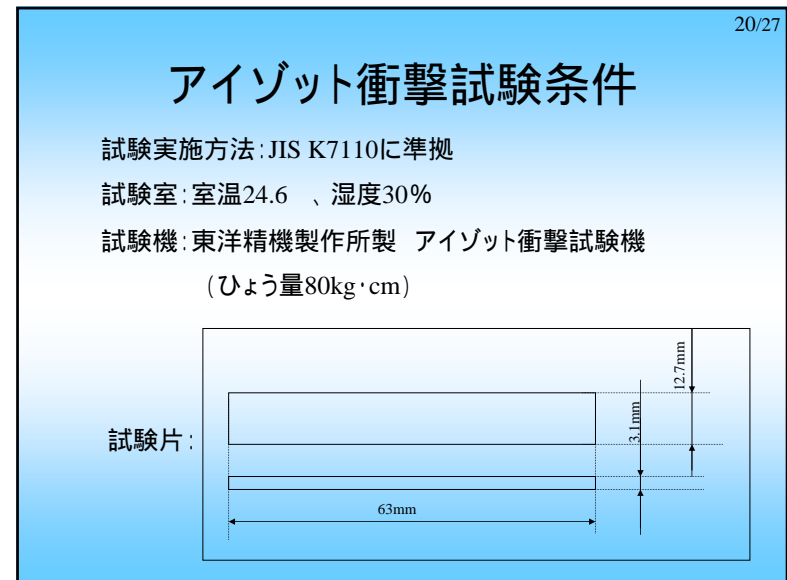 20/27
アイゾット衝撃試験条件
試験実施方法:JIS K7110に準拠
試験室:室温24.6　、湿度30%
試験機:東洋精機製作所製　アイゾット衝撃試験機
(ひょう量80kg･cm)
試験片:
12.7mm
3.1mm
63mm